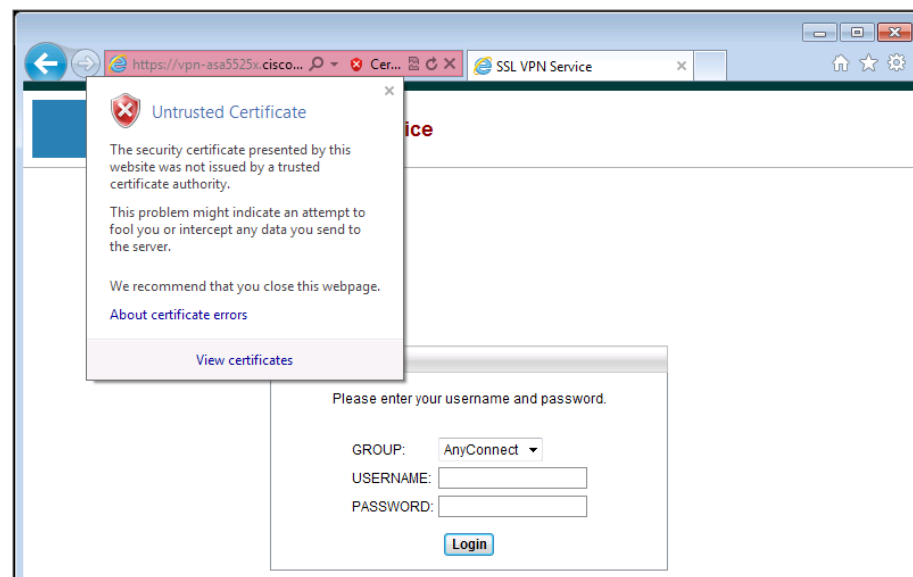 https://vpn-asa5525x.cisco... Cer... SSL VPN Service
Untrusted Certificate
ice
The security certificate presented by this
website was not issued by a trusted
certificate authority.
This problem might indicate an attempt to
fool you or intercept any data you send to
the server.
We recommend that you close this webpage.
About certificate errors
View certificates
Please enter your username and password.
GROUP: AnyConnect
USERNAME:
PASSWORD:
Login